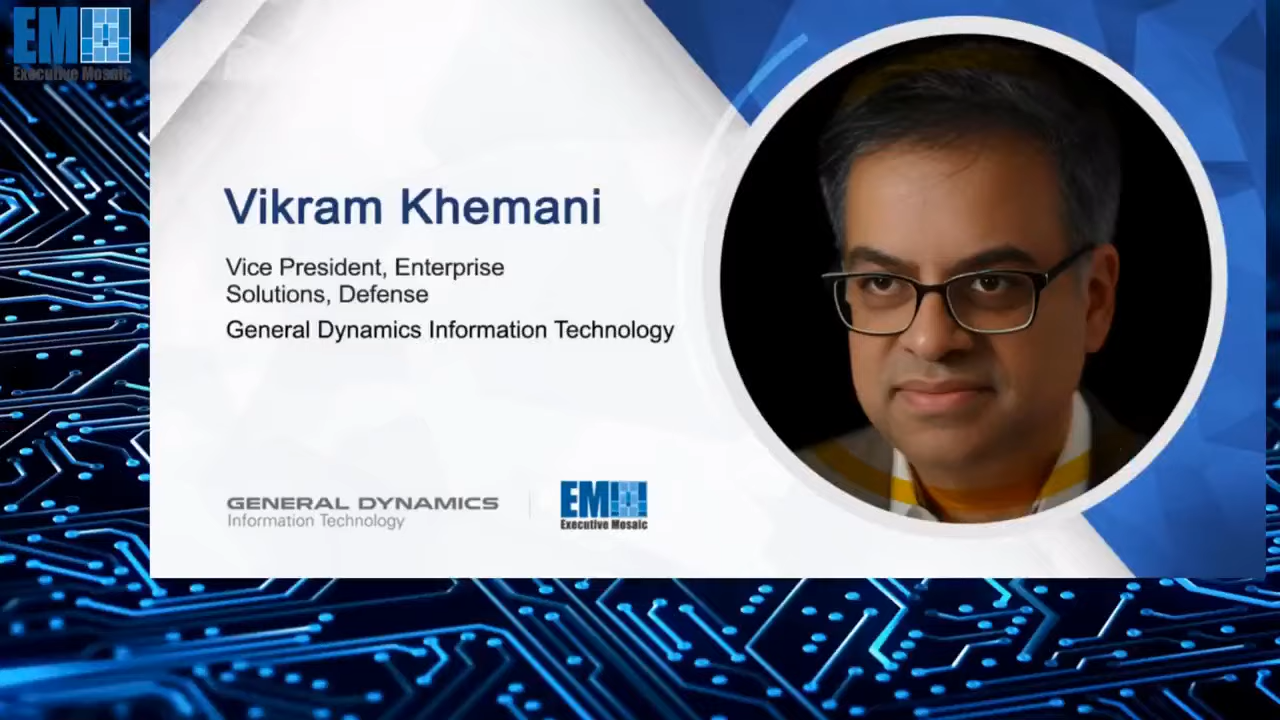 EM
Executive Mosaic
Vikram Khemani
Vice President, Enterprise
Solutions, Defense
General Dynamics Information Technology
GENERAL DYNAMICS
Information Technology
EM
Executive Mosaic